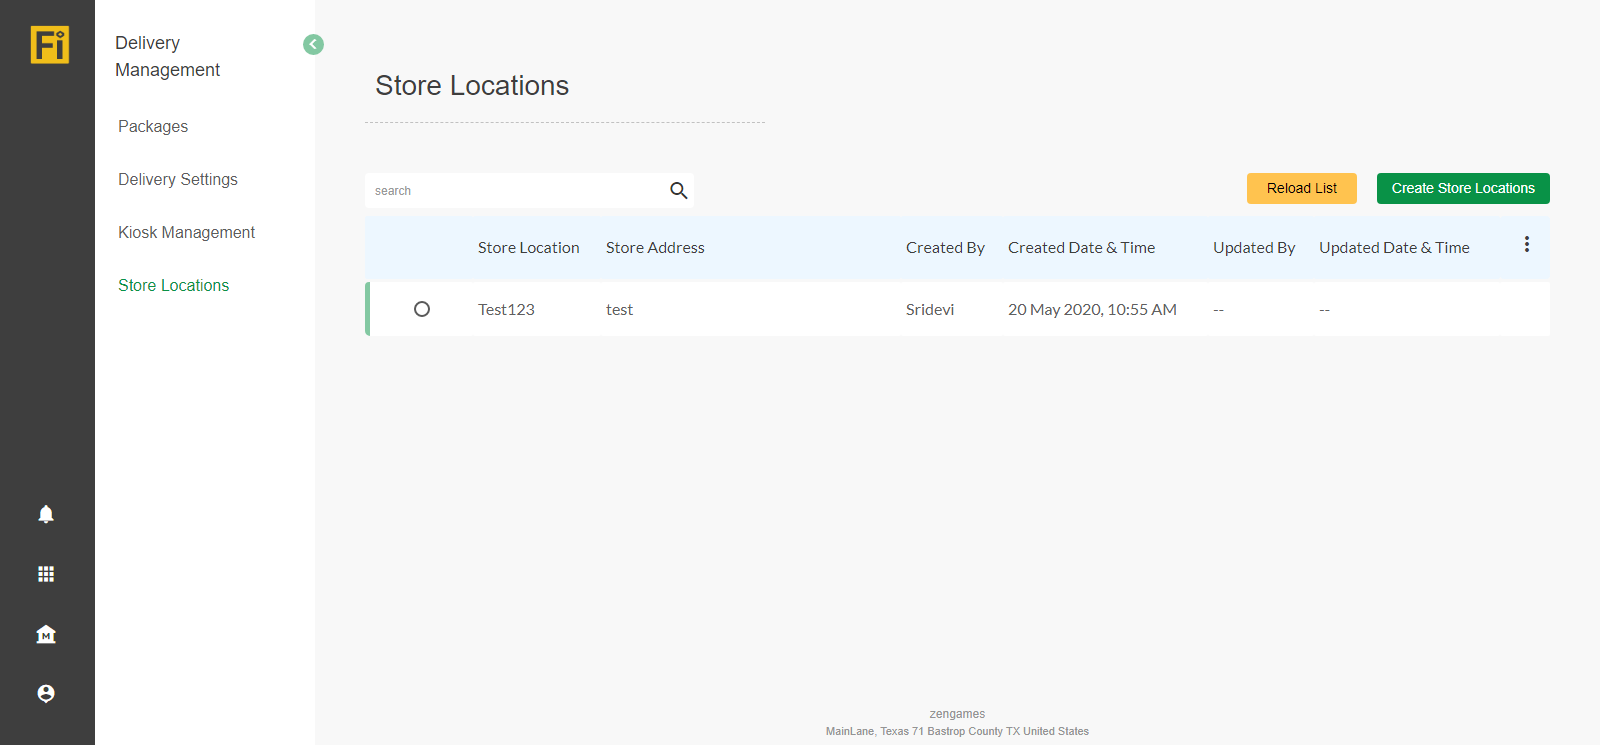 Fi
Delivery
Management
Packages
Delivery Settings
Kiosk Management
Store Locations
M
Store Locations
search
Reload List
Create Store Locations
Store Location Store Address Created By Created Date & Time Updated By Updated Date & Time
Test123 test Sridevi 20 May 2020, 10:55 AM -- --
zengames
MainLane, Texas 71 Bastrop County TX United States